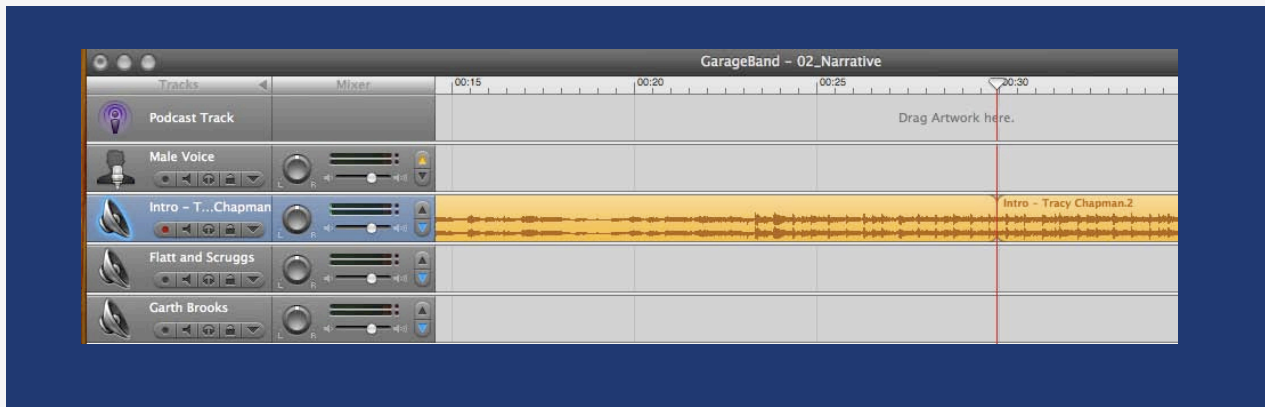 GarageBand – 02_Narrative
Tracks Mixer 00:15 00:20 00:25 00:30
Podcast Track Drag Artwork here.
Male Voice
L R
Intro – T...Chapman Intro – Tracy Chapman.2
L R
Flatt and Scruggs
L R
Garth Brooks
L R